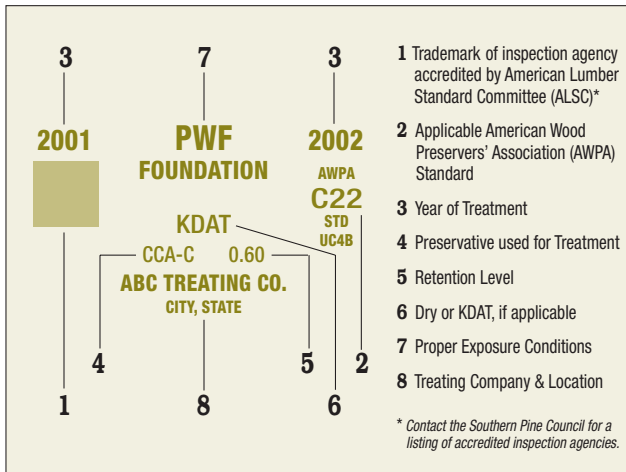 3 7 3
2001 PWF 2002
FOUNDATION
AWPA
C22
STD
UC4B
KDAT
CCA-C 0.60
ABC TREATING CO.
CITY, STATE
4 5 2
1 8 6
1 Trademark of inspection agency
accredited by American Lumber
Standard Committee (ALSC)*
2 Applicable American Wood
Preservers' Association (AWPA)
Standard
3 Year of Treatment
4 Preservative used for Treatment
5 Retention Level
6 Dry or KDAT, if applicable
7 Proper Exposure Conditions
8 Treating Company & Location
* Contact the Southern Pine Council for a
listing of accredited inspection agencies.